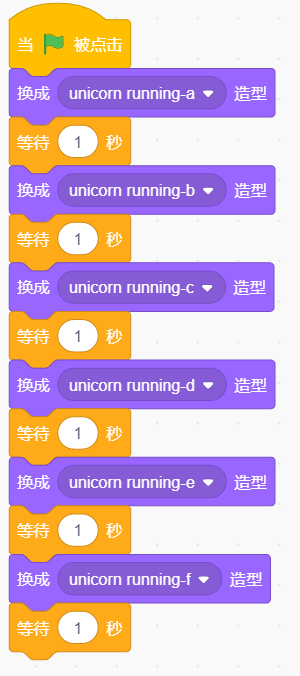 当 被点击
换成 unicorn running-a 造型
等待 1 秒
换成 unicorn running-b 造型
等待 1 秒
换成 unicorn running-c 造型
等待 1 秒
换成 unicorn running-d 造型
等待 1 秒
换成 unicorn running-e 造型
等待 1 秒
换成 unicorn running-f 造型
等待 1 秒